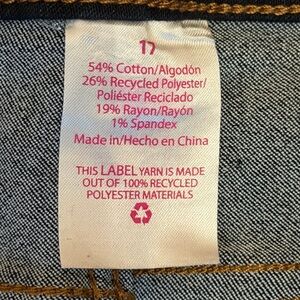 17
54% Cotton/Algodón
26% Recycled Polyester/
Poliéster Reciclado
19% Rayon/Rayón
1% Spandex
Made in/Hecho en China
THIS LABEL YARN IS MADE
OUT OF 100% RECYCLED
POLYESTER MATERIALS